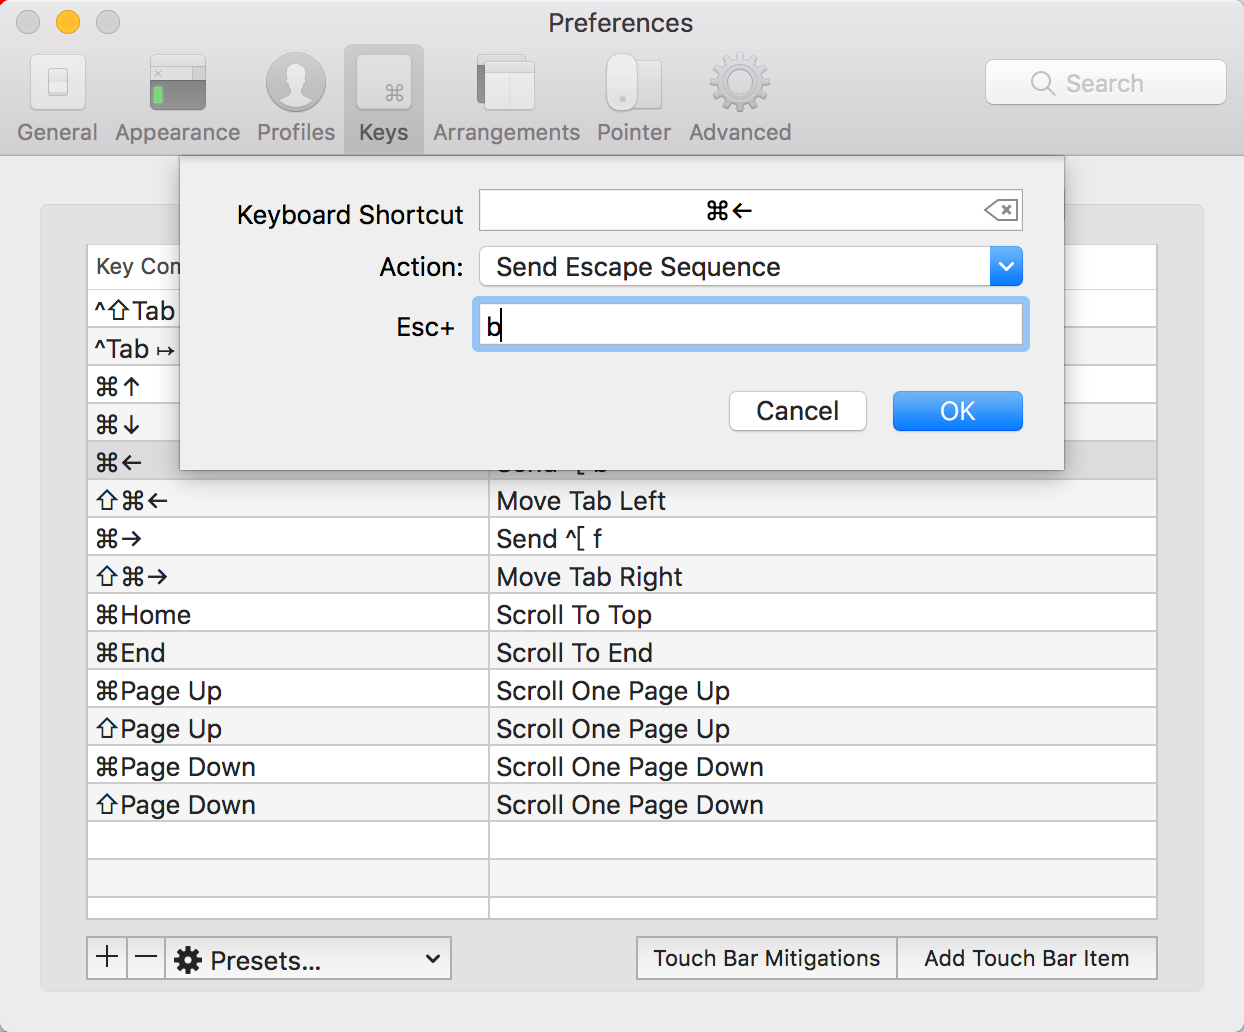 Preferences
General Appearance Profiles Keys Arrangements Pointer Advanced
Search
Keyboard Shortcut ⌘←
Action: Send Escape Sequence
Esc+ b
Cancel OK
Key Con
^⇧Tab
^Tab ↦
⌘↑
⌘↓
⌘←
⇧⌘← Move Tab Left
⌘→ Send ^[ f
⇧⌘→ Move Tab Right
⌘Home Scroll To Top
⌘End Scroll To End
⌘Page Up Scroll One Page Up
⇧Page Up Scroll One Page Up
⌘Page Down Scroll One Page Down
⇧Page Down Scroll One Page Down
+ − Presets... Touch Bar Mitigations Add Touch Bar Item